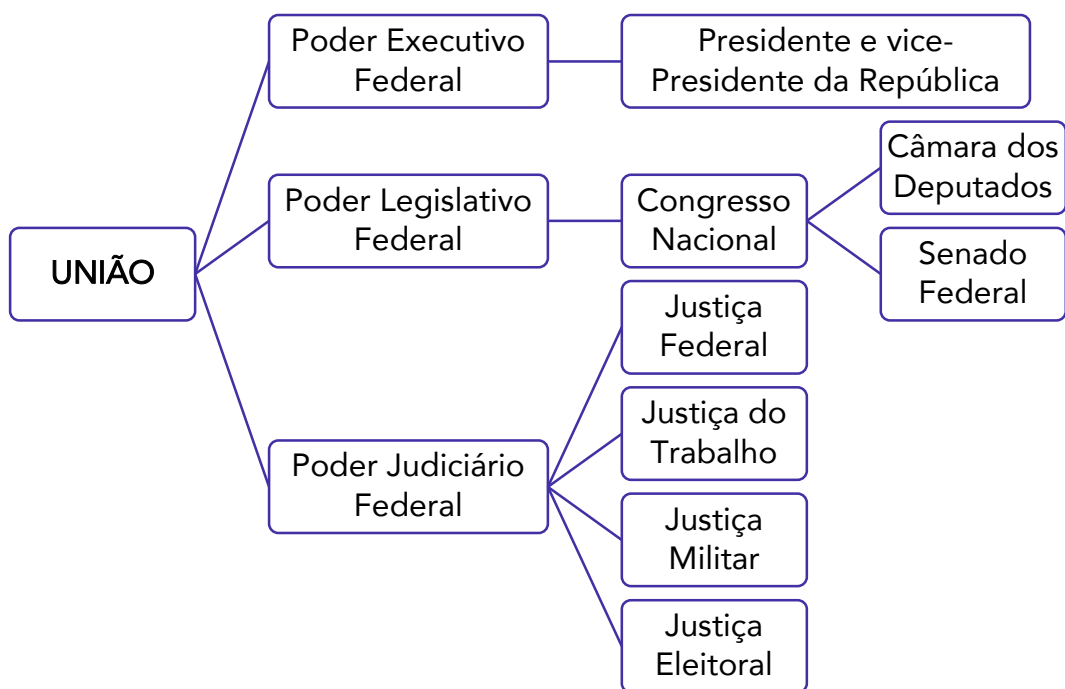 UNIÃO
Poder Executivo
Federal
Presidente e vice-
Presidente da República
Poder Legislativo
Federal
Congresso
Nacional
Câmara dos
Deputados
Senado
Federal
Poder Judiciário
Federal
Justiça
Federal
Justiça do
Trabalho
Justiça
Militar
Justiça
Eleitoral